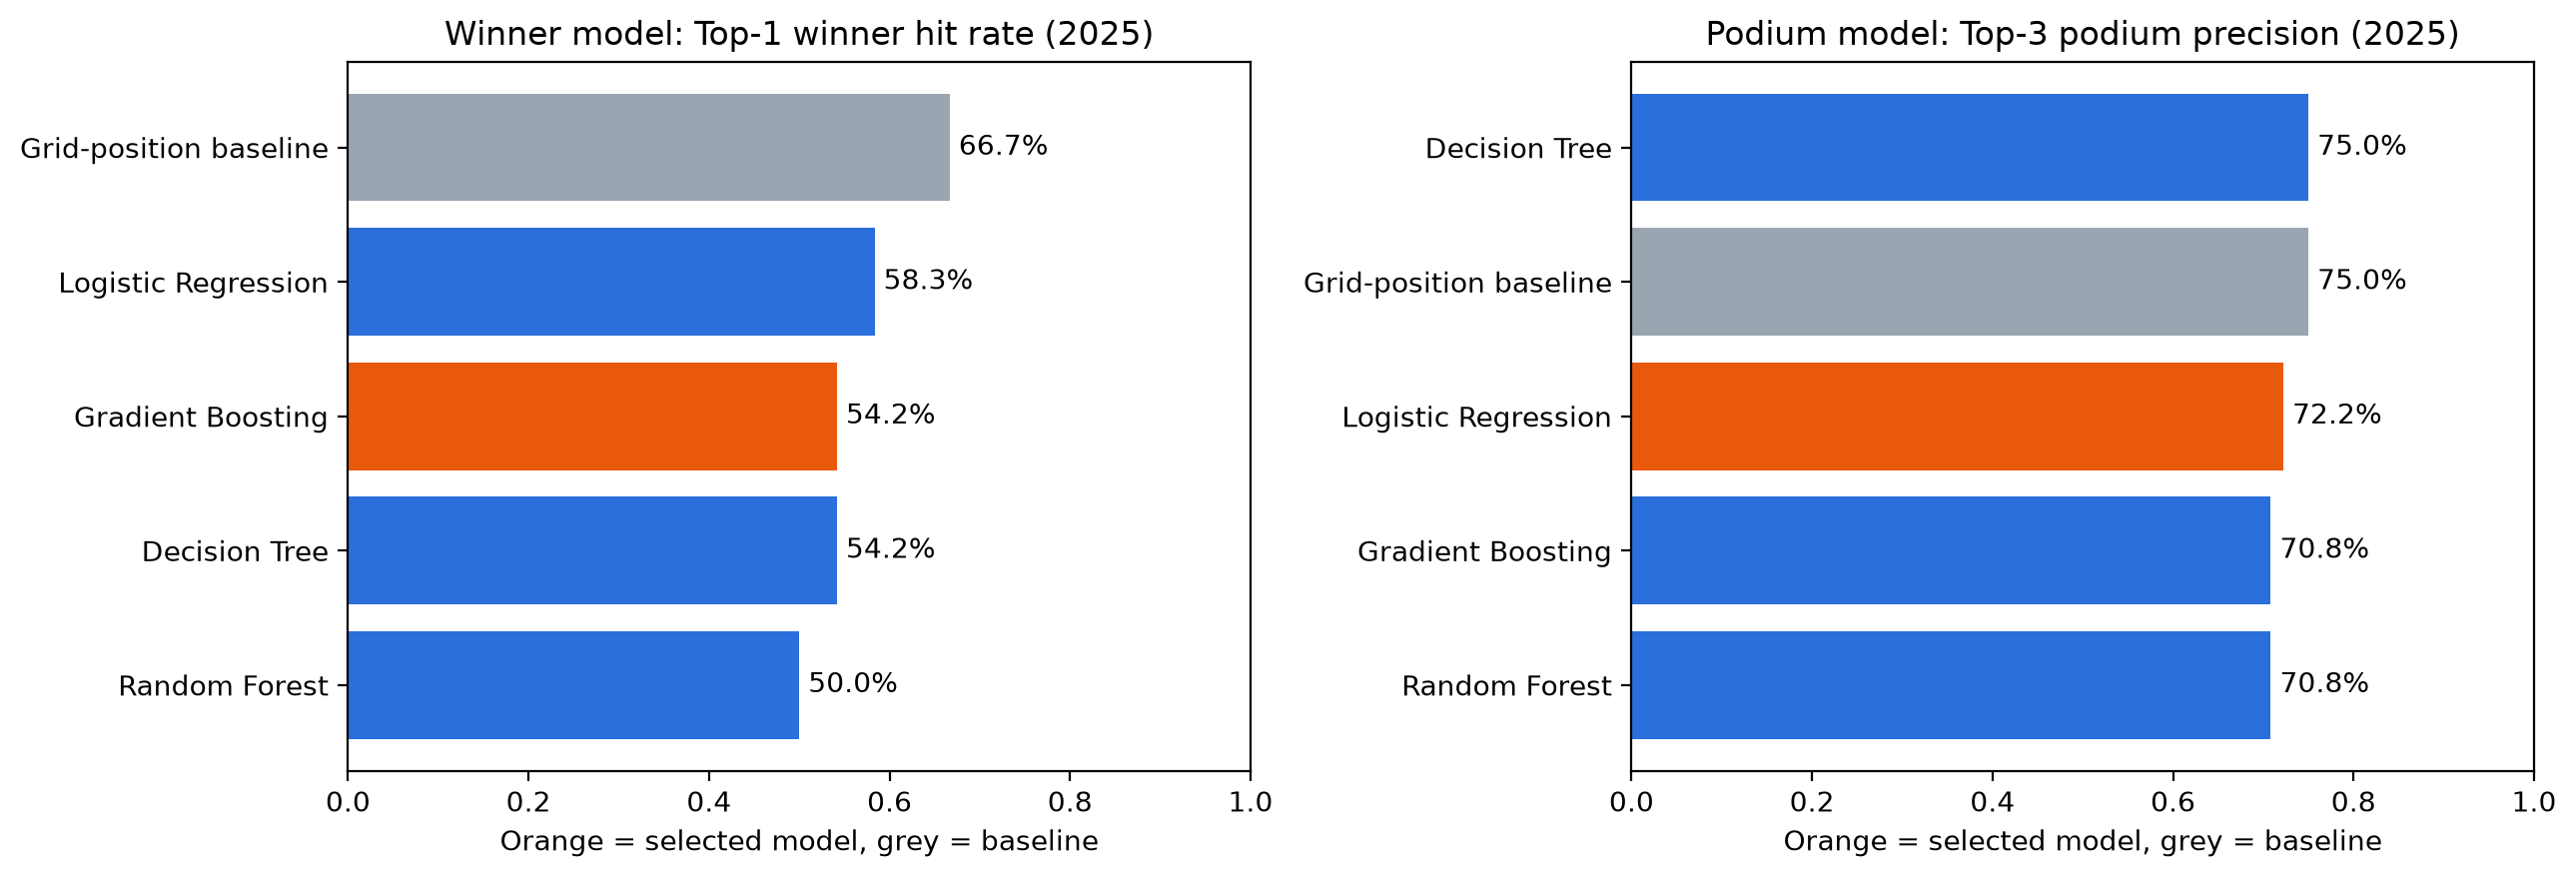 Winner model: Top-1 winner hit rate (2025)
Grid-position baseline
66.7%
Logistic Regression
58.3%
Gradient Boosting
54.2%
Decision Tree
54.2%
Random Forest
50.0%
0.0 0.2 0.4 0.6 0.8 1.0
Orange = selected model, grey = baseline
Podium model: Top-3 podium precision (2025)
Decision Tree
75.0%
Grid-position baseline
75.0%
Logistic Regression
72.2%
Gradient Boosting
70.8%
Random Forest
70.8%
0.0 0.2 0.4 0.6 0.8 1.0
Orange = selected model, grey = baseline